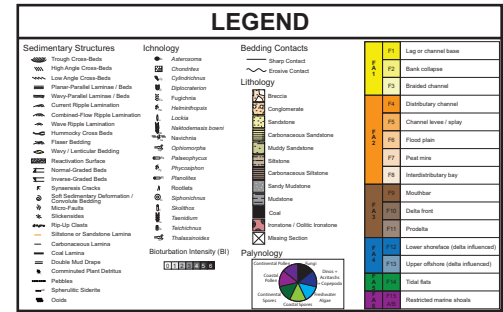 LEGEND
Sedimentary Structures
Trough Cross-Beds
High Angle Cross-Beds
Low Angle Cross-Beds
Planar-Parallel Laminae / Beds
Wavy-Parallel Laminae / Beds
Current Ripple Lamination
Combined-Flow Ripple Lamination
Wave Ripple Lamination
Hummocky Cross Beds
Flaser Bedding
Wavy / Lenticular Bedding
Reactivation Surface
Normal-Graded Beds
Inverse-Graded Beds
Synaeresis Cracks
Soft Sedimentary Deformation /
Convolute Bedding
Micro-Faults
Slickensides
Rip-Up Clasts
Siltstone or Sandstone Lamina
Carbonaceous Lamina
Coal Lamina
Double Mud Drape
Comminuted Plant Detritus
Pebbles
Spherulitic Siderite
Ooids
Ichnology
Asterosoma
Chondrites
Cylindrichnus
Diplocraterion
Fugichnia
Helminthopsis
Lockia
Naktodemasis bowni
Navichnia
Ophiomorpha
Palaeophycus
Phycosiphon
Planolites
Rootlets
Siphonichnus
Skolithos
Taenidium
Teichichnus
Thalassinoides
Bioturbation Intensity (BI)
0 1 2 3 4 5 6
Bedding Contacts
Sharp Contact
Erosive Contact
Lithology
Breccia
Conglomerate
Sandstone
Carbonaceous Sandstone
Muddy Sandstone
Siltstone
Carbonaceous Siltstone
Sandy Mudstone
Mudstone
Coal
Ironstone / Oolitic Ironstone
Missing Section
Palynology
Continental Pollen
Fungi
Dinos +
Acritarchs
+ Copepods
Freshwater
Algae
Coastal Spores
Continental
Spores
Coastal
Pollen
FA1
F1 Lag or channel base
F2 Bank collapse
F3 Braided channel
FA2
F4 Distributary channel
F5 Channel levee / splay
F6 Flood plain
F7 Peat mire
F8 Interdistributary bay
FA3
F9 Mouthbar
F10 Delta front
F11 Prodelta
FA4
F12 Lower shoreface (delta influenced)
F13 Upper offshore (delta influenced)
FA5
F14 Tidal flats
FA6
F15 A/B Restricted marine shoals